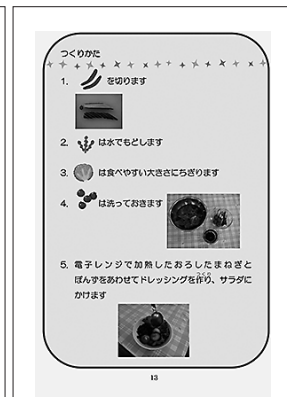 つくりかた
1. を切ります
2. は水でもどします
3. は食べやすい大きさにちぎります
4. は洗っておきます
5. 電子レンジで加熱したおろしたまねぎと
ぽんずをあわせてドレッシングを作り、サラダに
かけます
13